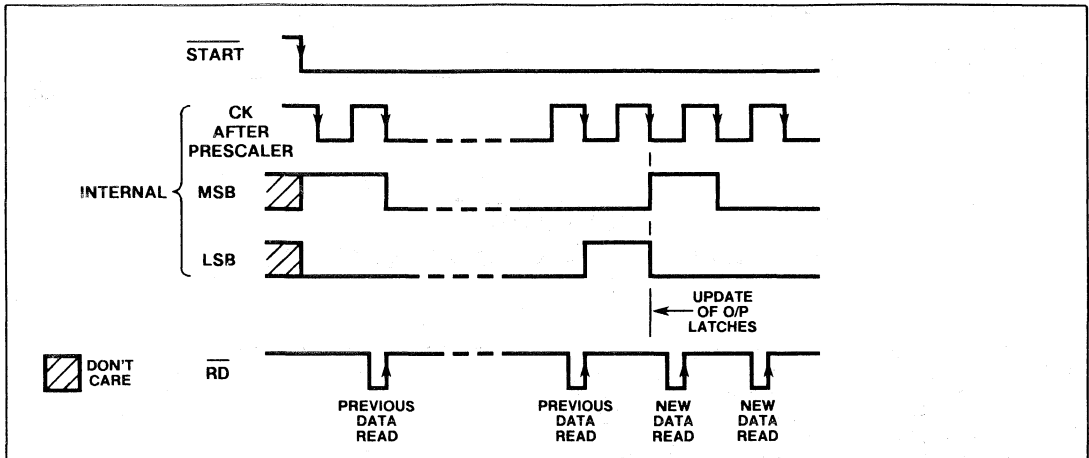 START
CK
AFTER
PRESCALER
INTERNAL
MSB
LSB
UPDATE
OF O/P
LATCHES
DON'T
CARE
RD
PREVIOUS
DATA
READ
PREVIOUS
DATA
READ
NEW
DATA
READ
NEW
DATA
READ